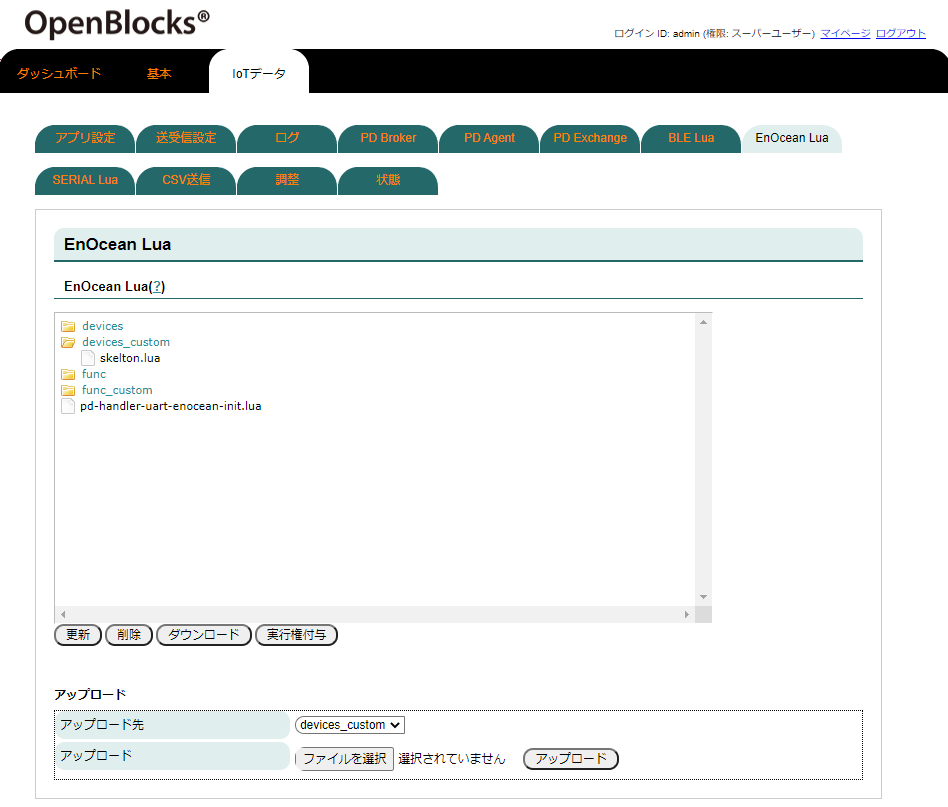 OpenBlocks®
ログイン ID: admin (権限: スーパーユーザー) マイページ ログアウト
ダッシュボード 基本 IoTデータ
アプリ設定 送受信設定 ログ PD Broker PD Agent PD Exchange BLE Lua EnOcean Lua
SERIAL Lua CSV送信 調整 状態
EnOcean Lua
EnOcean Lua(?)
devices
devices_custom
skelton.lua
func
func_custom
pd-handler-uart-enocean-init.lua
更新 削除 ダウンロード 実行権付与
アップロード
アップロード先 devices_custom
アップロード ファイルを選択 選択されていません アップロード